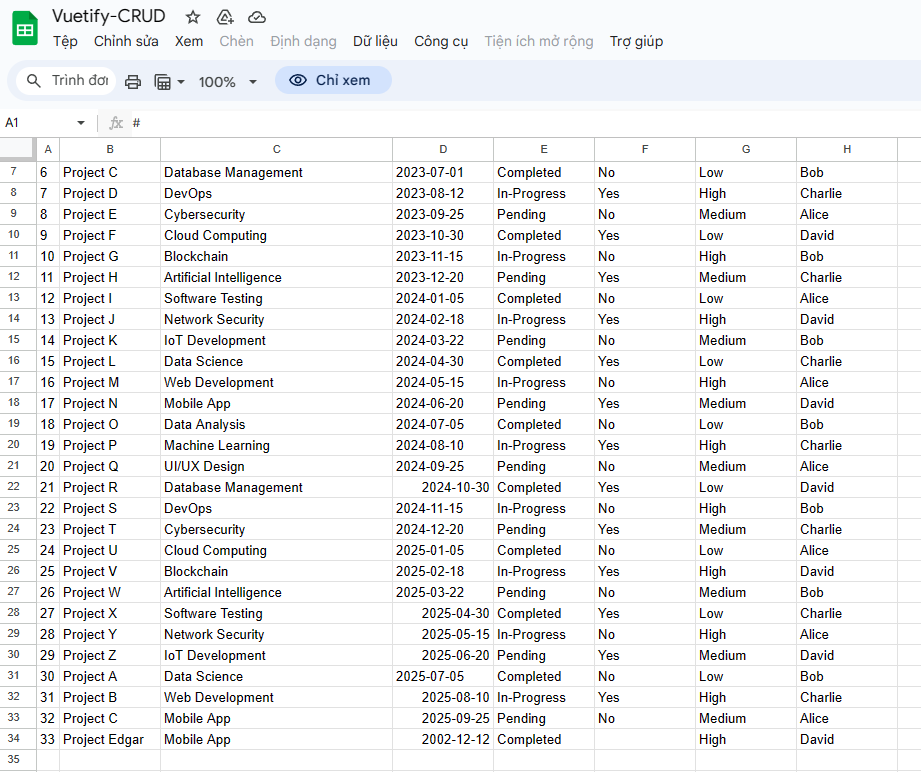 Vuetify-CRUD
Tệp Chỉnh sửa Xem Chèn Định dạng Dữ liệu Công cụ Tiện ích mở rộng Trợ giúp
Trình đơn 100% Chỉ xem
A1 fx #
A B C D E F G H
7 6 Project C Database Management 2023-07-01 Completed No Low Bob
8 7 Project D DevOps 2023-08-12 In-Progress Yes High Charlie
9 8 Project E Cybersecurity 2023-09-25 Pending No Medium Alice
10 9 Project F Cloud Computing 2023-10-30 Completed Yes Low David
11 10 Project G Blockchain 2023-11-15 In-Progress No High Bob
12 11 Project H Artificial Intelligence 2023-12-20 Pending Yes Medium Charlie
13 12 Project I Software Testing 2024-01-05 Completed No Low Alice
14 13 Project J Network Security 2024-02-18 In-Progress Yes High David
15 14 Project K IoT Development 2024-03-22 Pending No Medium Bob
16 15 Project L Data Science 2024-04-30 Completed Yes Low Charlie
17 16 Project M Web Development 2024-05-15 In-Progress No High Alice
18 17 Project N Mobile App 2024-06-20 Pending Yes Medium David
19 18 Project O Data Analysis 2024-07-05 Completed No Low Bob
20 19 Project P Machine Learning 2024-08-10 In-Progress Yes High Charlie
21 20 Project Q UI/UX Design 2024-09-25 Pending No Medium Alice
22 21 Project R Database Management 2024-10-30 Completed Yes Low David
23 22 Project S DevOps 2024-11-15 In-Progress No High Bob
24 23 Project T Cybersecurity 2024-12-20 Pending Yes Medium Charlie
25 24 Project U Cloud Computing 2025-01-05 Completed No Low Alice
26 25 Project V Blockchain 2025-02-18 In-Progress Yes High David
27 26 Project W Artificial Intelligence 2025-03-22 Pending No Medium Bob
28 27 Project X Software Testing 2025-04-30 Completed Yes Low Charlie
29 28 Project Y Network Security 2025-05-15 In-Progress No High Alice
30 29 Project Z IoT Development 2025-06-20 Pending Yes Medium David
31 30 Project A Data Science 2025-07-05 Completed No Low Bob
32 31 Project B Web Development 2025-08-10 In-Progress Yes High Charlie
33 32 Project C Mobile App 2025-09-25 Pending No Medium Alice
34 33 Project Edgar Mobile App 2002-12-12 Completed High David
35